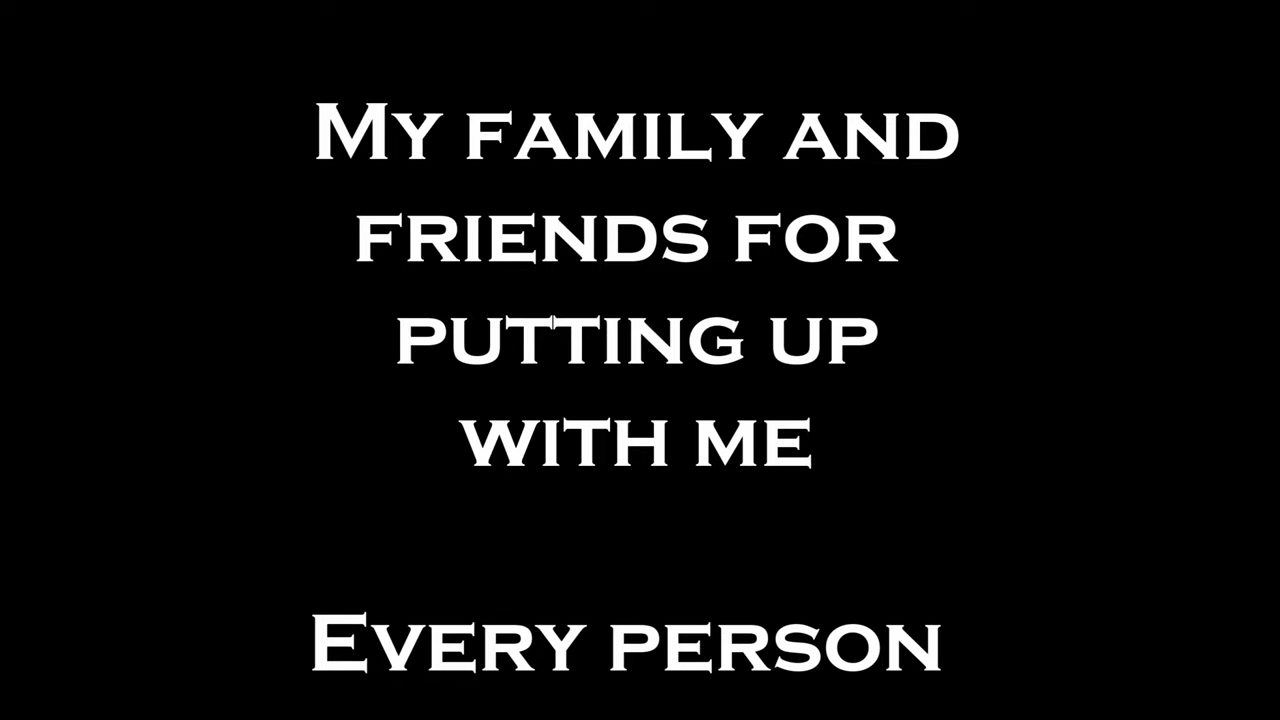 My family and
friends for
putting up
with me
Every person